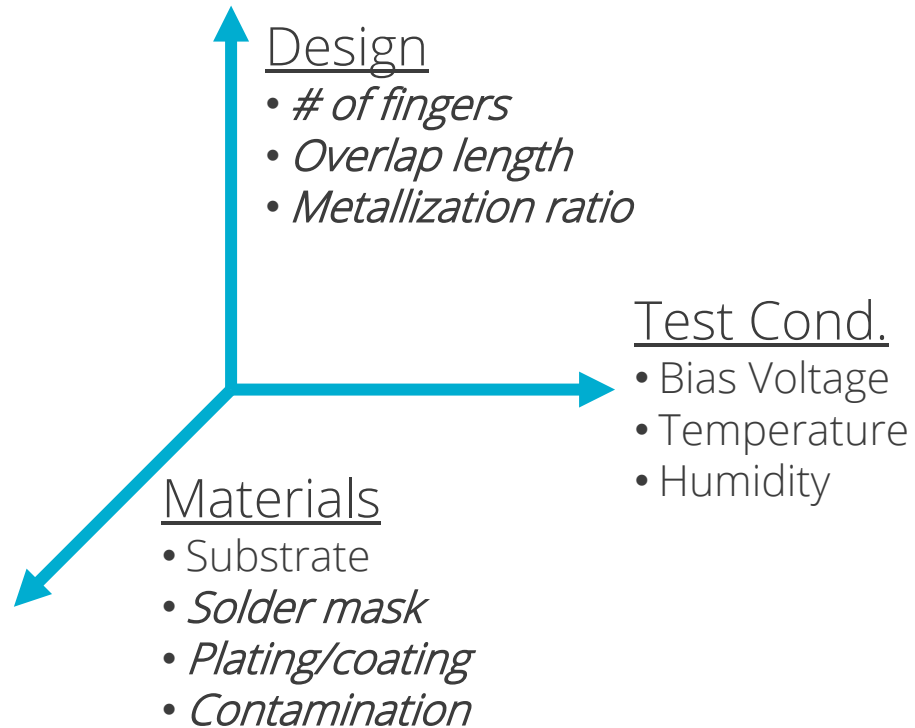 Design
• # of fingers
• Overlap length
• Metallization ratio
Test Cond.
• Bias Voltage
• Temperature
• Humidity
Materials
• Substrate
• Solder mask
• Plating/coating
• Contamination